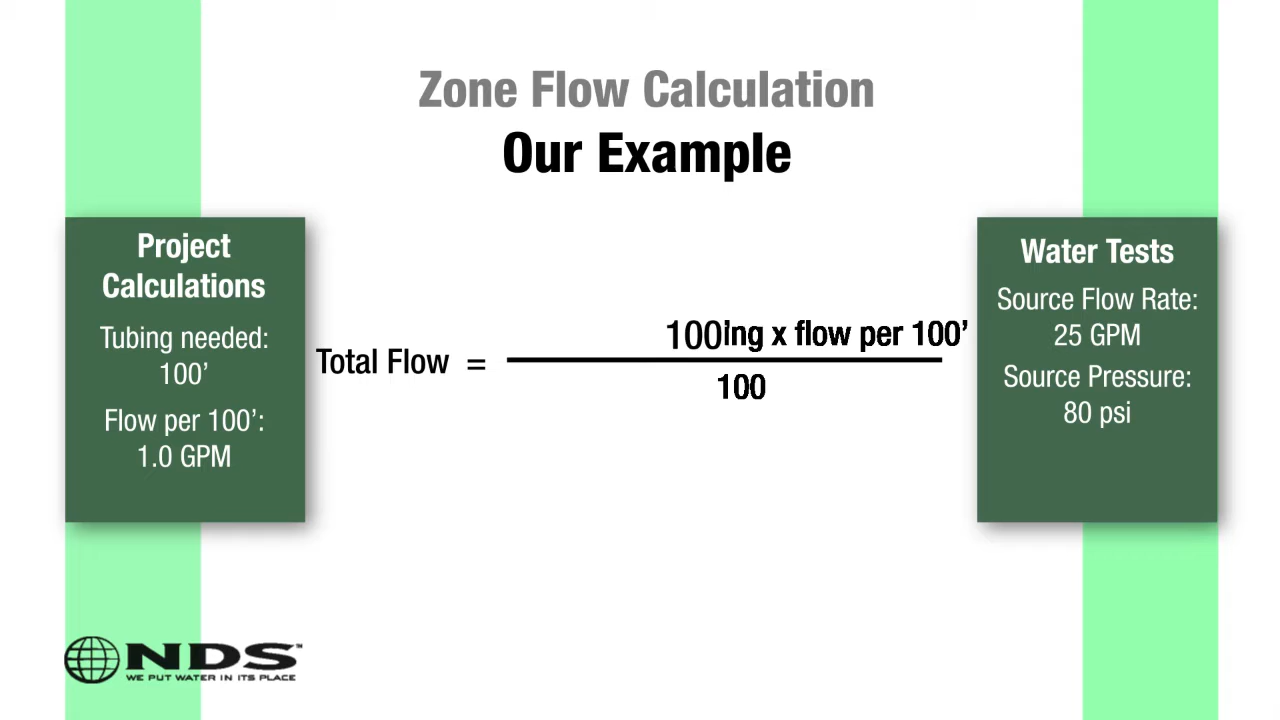 Zone Flow Calculation
Our Example
Project
Calculations
Tubing needed:
100’
Flow per 100’:
1.0 GPM
Total Flow =
100ing x flow per 100’
100
Water Tests
Source Flow Rate:
25 GPM
Source Pressure:
80 psi
NDS™
WE PUT WATER IN ITS PLACE